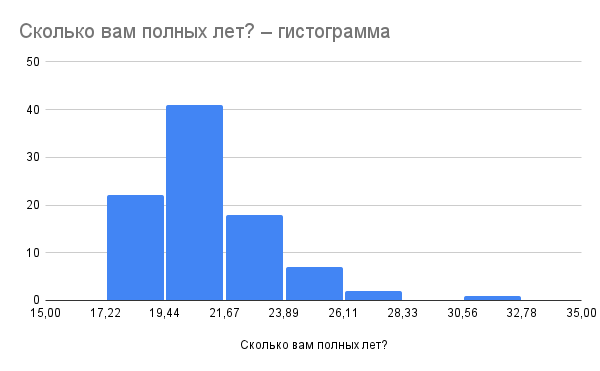 Сколько вам полных лет? – гистограмма
50
40
30
20
10
0
15,00 17,22 19,44 21,67 23,89 26,11 28,33 30,56 32,78 35,00
Сколько вам полных лет?